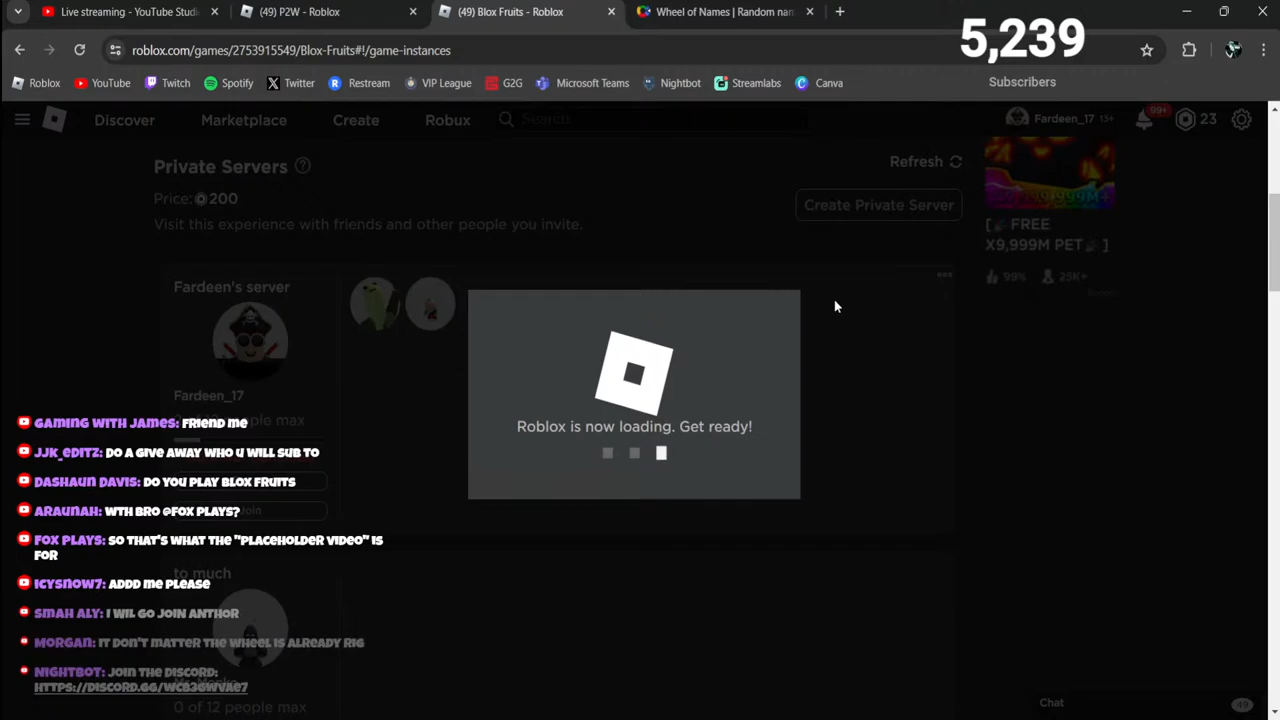 Live streaming - YouTube Studi
(49) P2W - Roblox
(49) Blox Fruits - Roblox
Wheel of Names | Random nam
roblox.com/games/2753915549/Blox-Fruits#!/game-instances
5,239
Subscribers
Roblox
YouTube
Twitch
Spotify
Twitter
Restream
VIP League
G2G
Microsoft Teams
Nightbot
Streamlabs
Canva
Discover
Marketplace
Create
Robux
Search
Fardeen_17 13+
99+
23
Private Servers
Refresh
Price: 200
Create Private Server
Visit this experience with friends and other people you invite.
[ FREE
X9,999M PET ]
99%
25K+
Fardeen's server
Fardeen_17
Roblox is now loading. Get ready!
GAMING WITH JAMES: FRIEND ME
JJK_EDITZ: DO A GIVE AWAY WHO U WILL SUB TO
DASHAUN DAVIS: DO YOU PLAY BLOX FRUITS
ARAUNAH: WTH BRO @FOX PLAYS?
FOX PLAYS: SO THAT'S WHAT THE "PLACEHOLDER VIDEO" IS
FOR
to much
ICYSNOW7: ADDD ME PLEASE
SMAH ALY: I WIL GO JOIN ANTHOR
MORGAN: IT DON'T MATTER THE WHEEL IS ALREADY RIG
NIGHTBOT: JOIN THE DISCORD:
0 of 12 people max
Chat
49